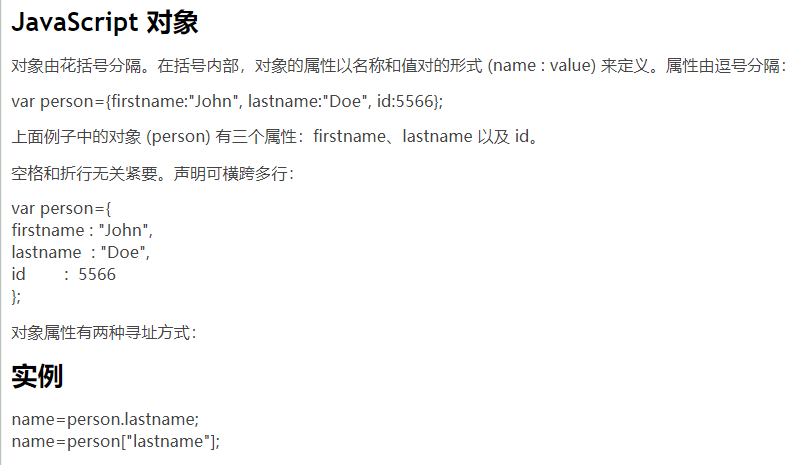 JavaScript 对象
对象由花括号分隔。在括号内部，对象的属性以名称和值对的形式 (name : value) 来定义。属性由逗号分隔：
var person={firstname:"John", lastname:"Doe", id:5566};
上面例子中的对象 (person) 有三个属性：firstname、lastname 以及 id。
空格和折行无关紧要。声明可横跨多行：
var person={
firstname : "John",
lastname  : "Doe",
id        :  5566
};
对象属性有两种寻址方式：
实例
name=person.lastname;
name=person["lastname"];